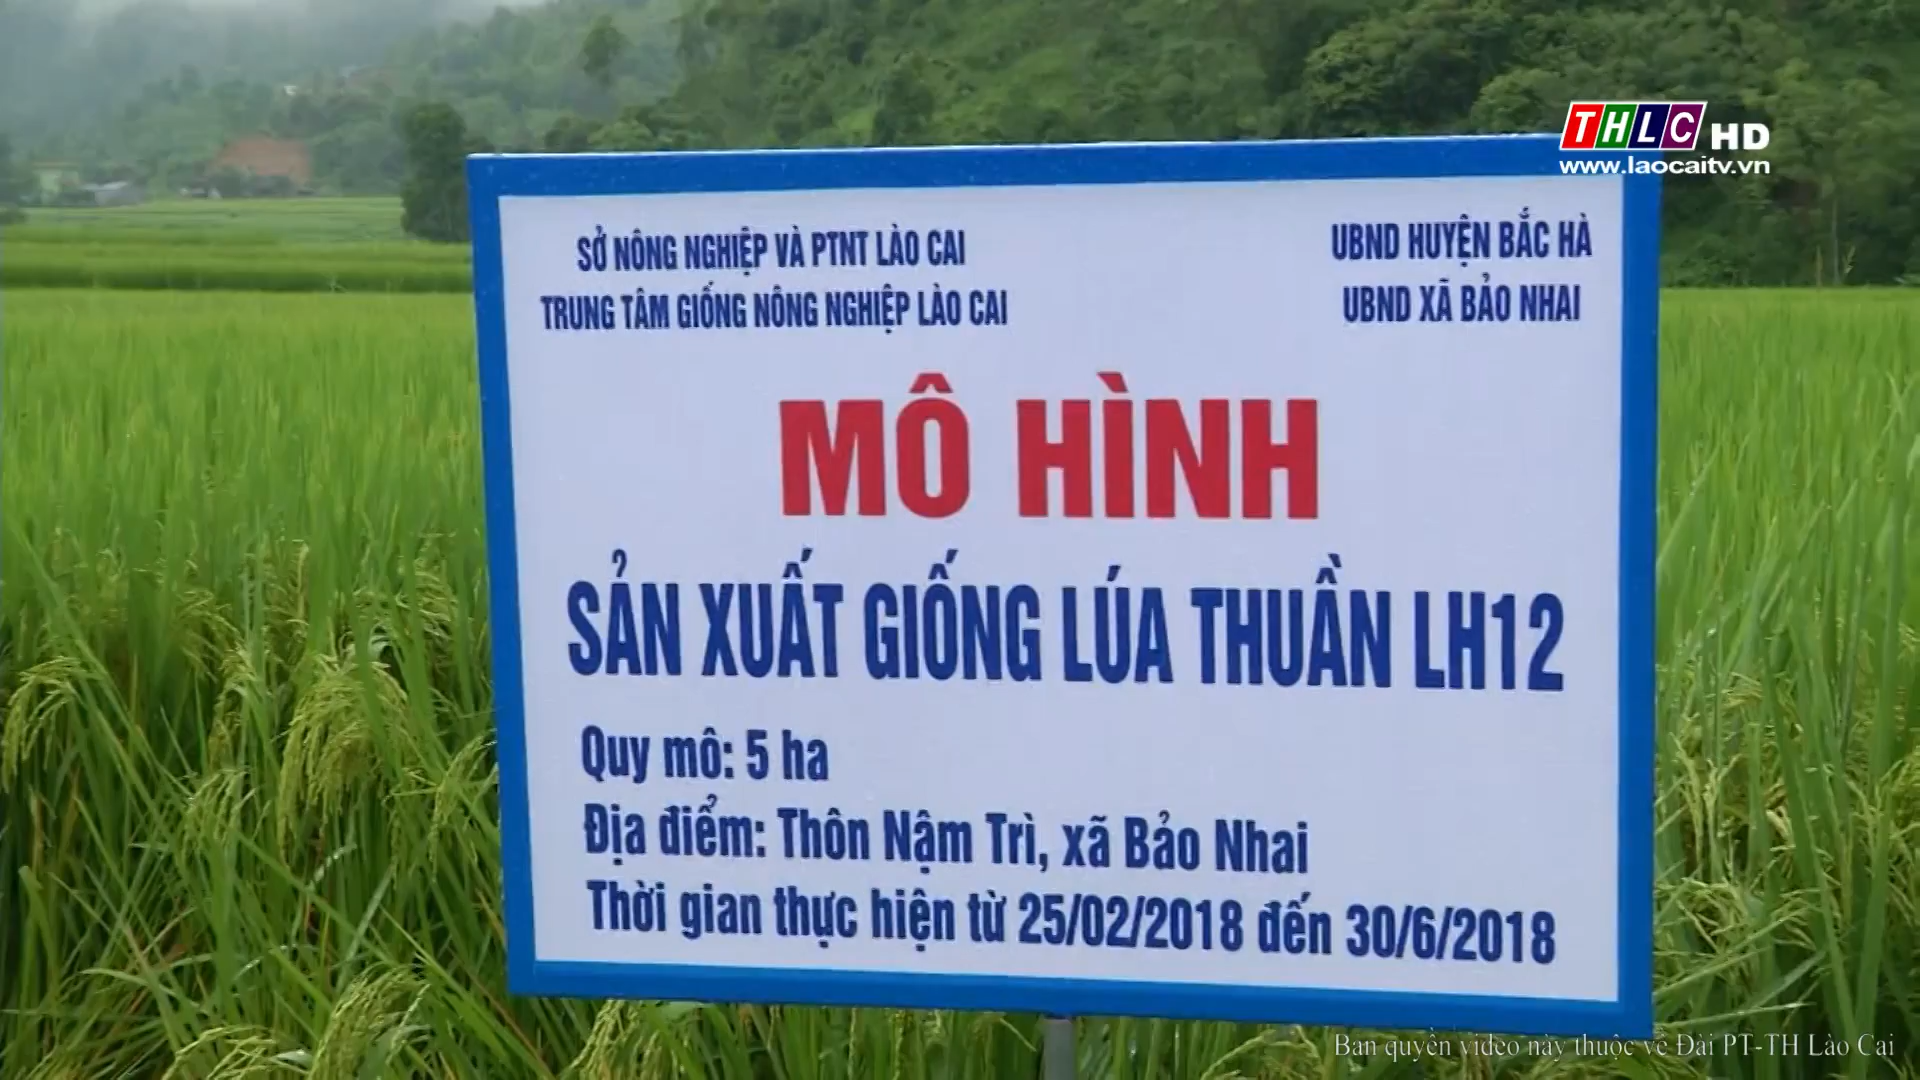 THLC HD
www.laocaitv.vn
SỞ NÔNG NGHIỆP VÀ PTNT LÀO CAI
TRUNG TÂM GIỐNG NÔNG NGHIỆP LÀO CAI
UBND HUYỆN BẮC HÀ
UBND XÃ BẢO NHAI
MÔ HÌNH
SẢN XUẤT GIỐNG LÚA THUẦN LH12
Quy mô: 5 ha
Địa điểm: Thôn Nậm Trì, xã Bảo Nhai
Thời gian thực hiện từ 25/02/2018 đến 30/6/2018
Bản quyền video này thuộc về Đài PT-TH Lào Cai